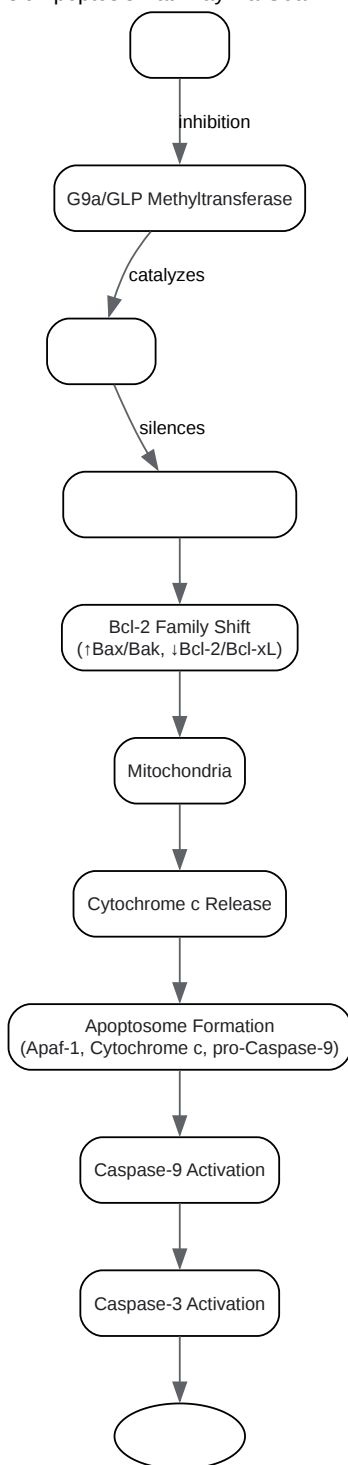 inhibition
G9a/GLP Methyltransferase
catalyzes
silences
Bcl-2 Family Shift
(↑Bax/Bak, ↓Bcl-2/Bcl-xL)
Mitochondria
Cytochrome c Release
Apoptosome Formation
(Apaf-1, Cytochrome c, pro-Caspase-9)
Caspase-9 Activation
Caspase-3 Activation